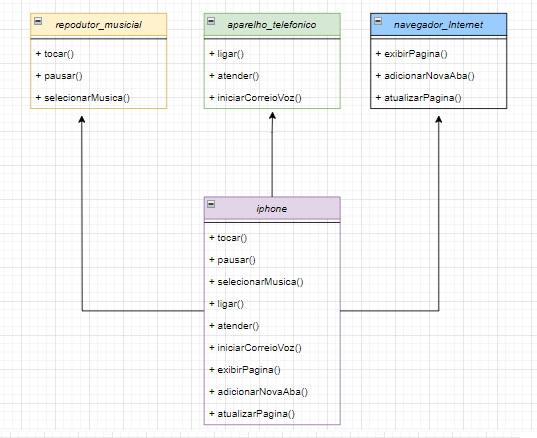 repodutor_musicial
+ tocar()
+ pausar()
+ selecionarMusica()
aparelho_telefonico
+ ligar()
+ atender()
+ iniciarCorreioVoz()
navegador_Internet
+ exibirPagina()
+ adicionarNovaAba()
+ atualizarPagina()
iphone
+ tocar()
+ pausar()
+ selecionarMusica()
+ ligar()
+ atender()
+ iniciarCorreioVoz()
+ exibirPagina()
+ adicionarNovaAba()
+ atualizarPagina()